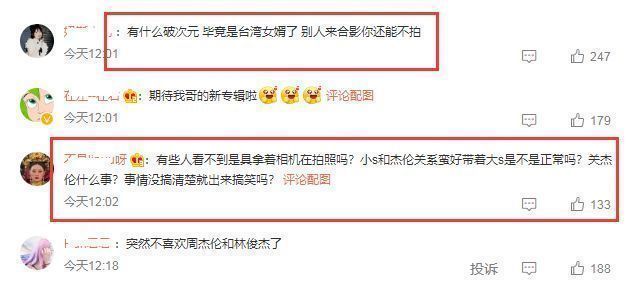 ：有什么破次元 毕竟是台湾女婿了 别人来合影你还能不拍
今天12:01
247
：期待我哥的新专辑啦 评论配图
今天12:01
179
呀：有些人看不到是具拿着相机在拍照吗？小s和杰伦关系蛮好带着大s是不是正常吗？关杰
伦什么事？事情没搞清楚就出来搞笑吗？ 评论配图
今天12:02
133
：突然不喜欢周杰伦和林俊杰了
今天12:18
投诉
188